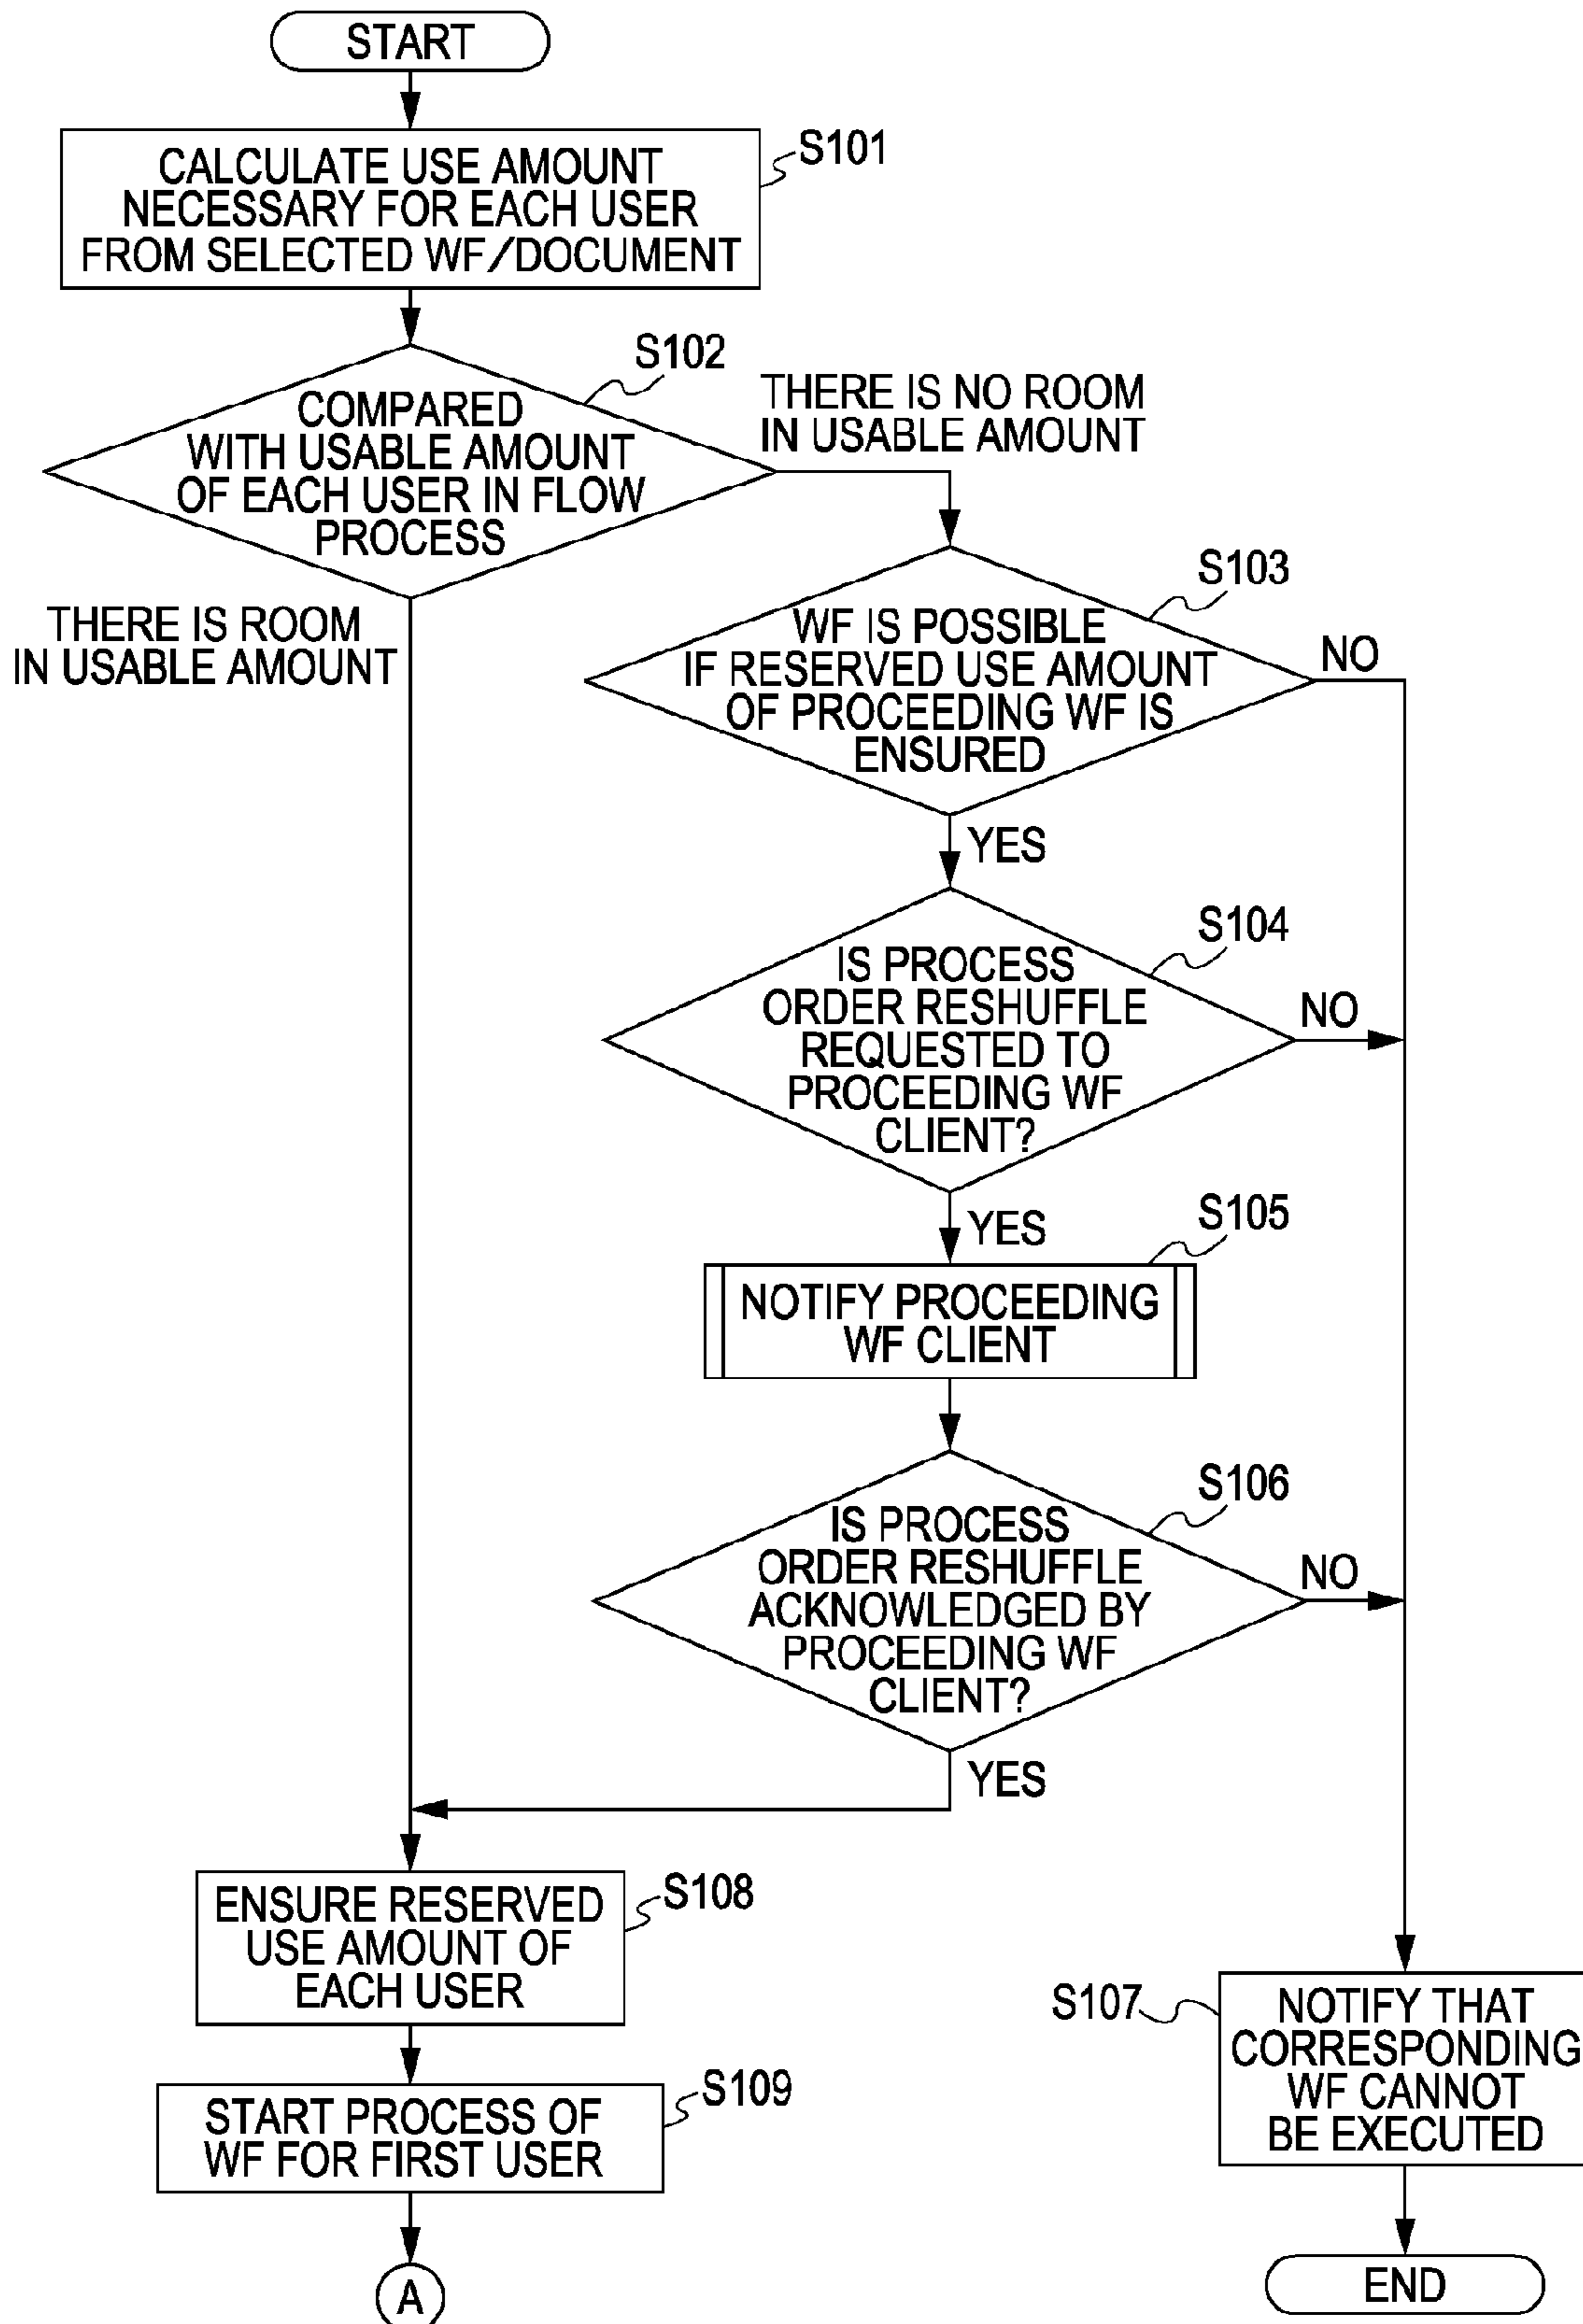 START
CALCULATE USE AMOUNT
NECESSARY FOR EACH USER
FROM SELECTED WF/DOCUMENT
S101
COMPARED
WITH USABLE AMOUNT
OF EACH USER IN FLOW
PROCESS
S102
THERE IS NO ROOM
IN USABLE AMOUNT
THERE IS ROOM
IN USABLE AMOUNT
WF IS POSSIBLE
IF RESERVED USE AMOUNT
OF PROCEEDING WF IS
ENSURED
S103
NO
YES
IS PROCESS
ORDER RESHUFFLE
REQUESTED TO
PROCEEDING WF
CLIENT?
S104
NO
YES
NOTIFY PROCEEDING
WF CLIENT
S105
IS PROCESS
ORDER RESHUFFLE
ACKNOWLEDGED BY
PROCEEDING WF
CLIENT?
S106
NO
YES
ENSURE RESERVED
USE AMOUNT OF
EACH USER
S108
START PROCESS OF
WF FOR FIRST USER
S109
A
S107
NOTIFY THAT
CORRESPONDING
WF CANNOT
BE EXECUTED
END